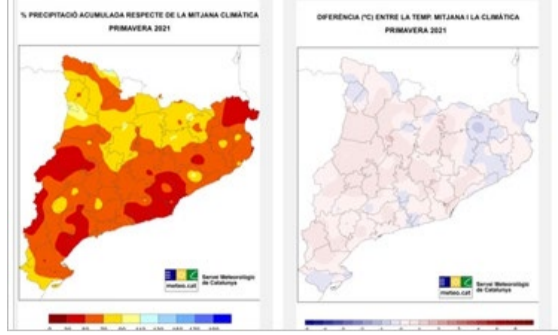 % PRECIPITACIÓ ACUMULADA RESPECTE DE LA MITJANA CLIMÀTICA
PRIMAVERA 2021
meteo.cat
Servei Meteorològic
de Catalunya
DIFERÈNCIA (°C) ENTRE LA TEMP. MITJANA I LA CLIMÀTICA
PRIMAVERA 2021
meteo.cat
Servei Meteorològic
de Catalunya